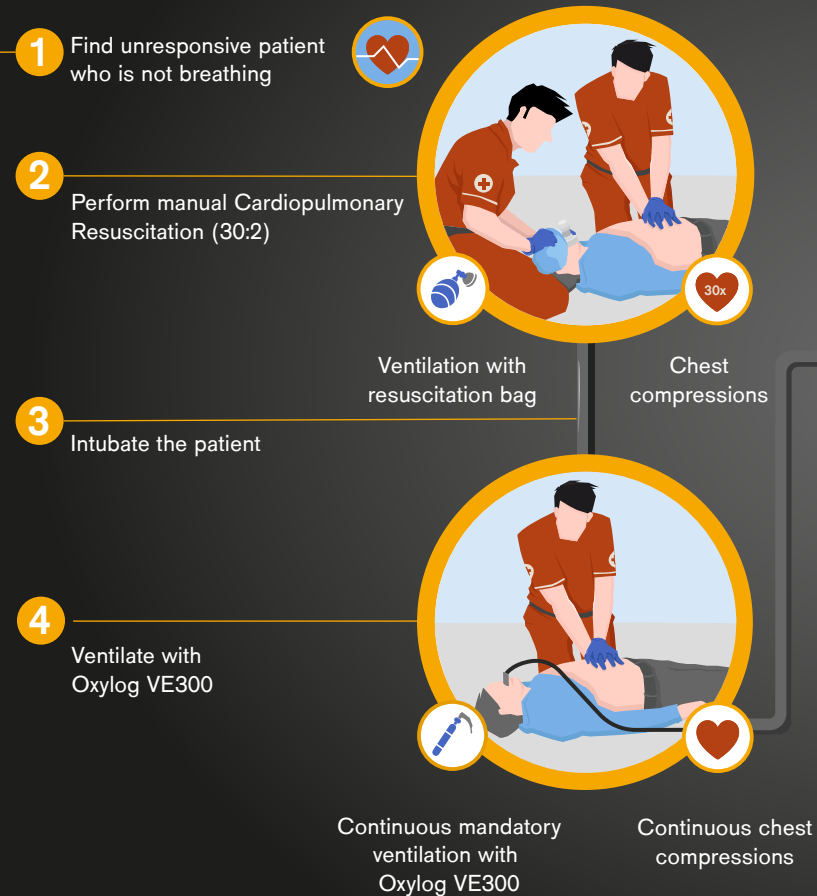 1
Find unresponsive patient
who is not breathing
2
Perform manual Cardiopulmonary
Resuscitation (30:2)
30x
Ventilation with
resuscitation bag
Chest
compressions
3
Intubate the patient
4
Ventilate with
Oxylog VE300
Continuous mandatory
ventilation with
Oxylog VE300
Continuous chest
compressions